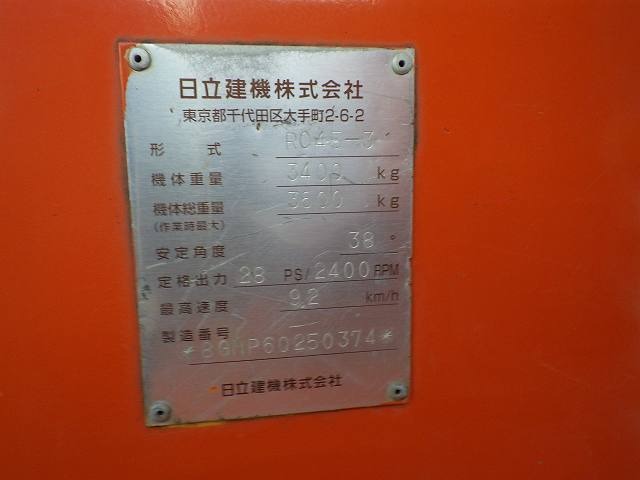 日立建機株式会社
東京都千代田区大手町2-6-2
形 式
機体重量 3400 kg
機体総重量 3800 kg
(作業時最大)
安定角度 38 °
定格出力 28 PS/2400RPM
最高速度 9.2 km/h
製造番号
日立建機株式会社